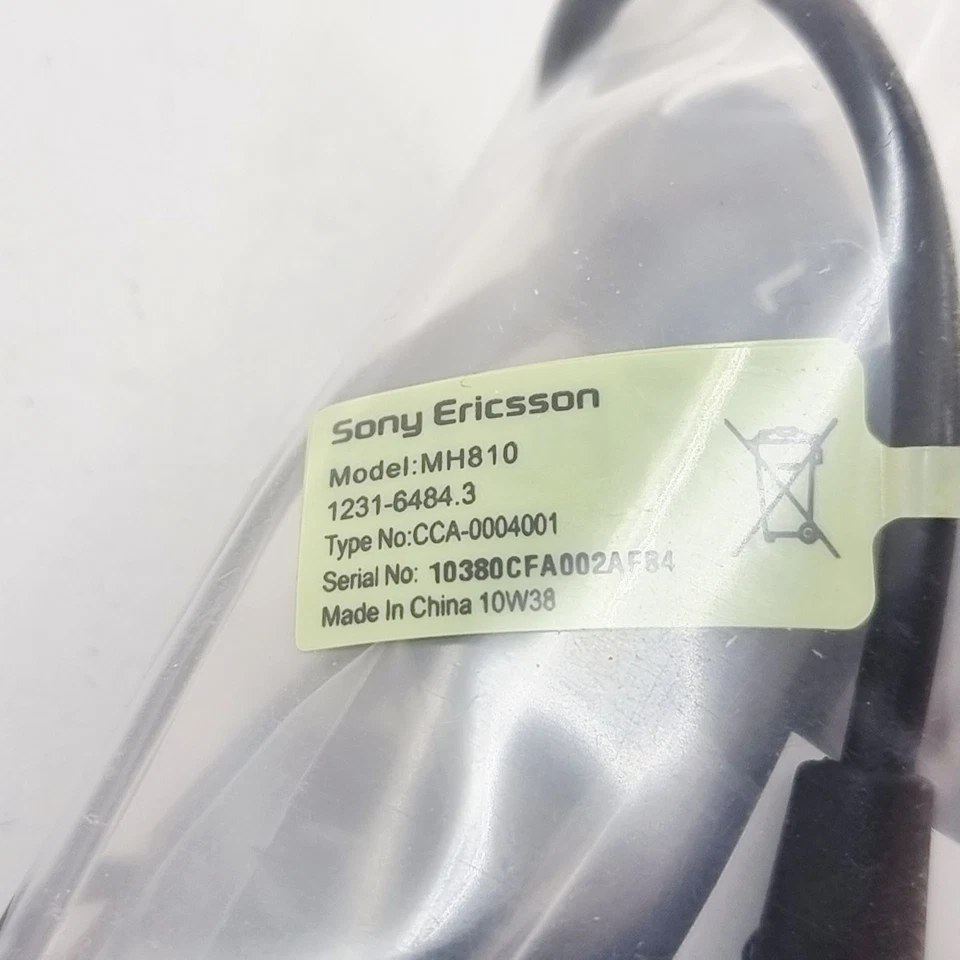 Sony Ericsson
Model:MH810
1231-6484.3
Type No:CCA-0004001
Serial No: 10380CFA002AF84
Made In China 10W38